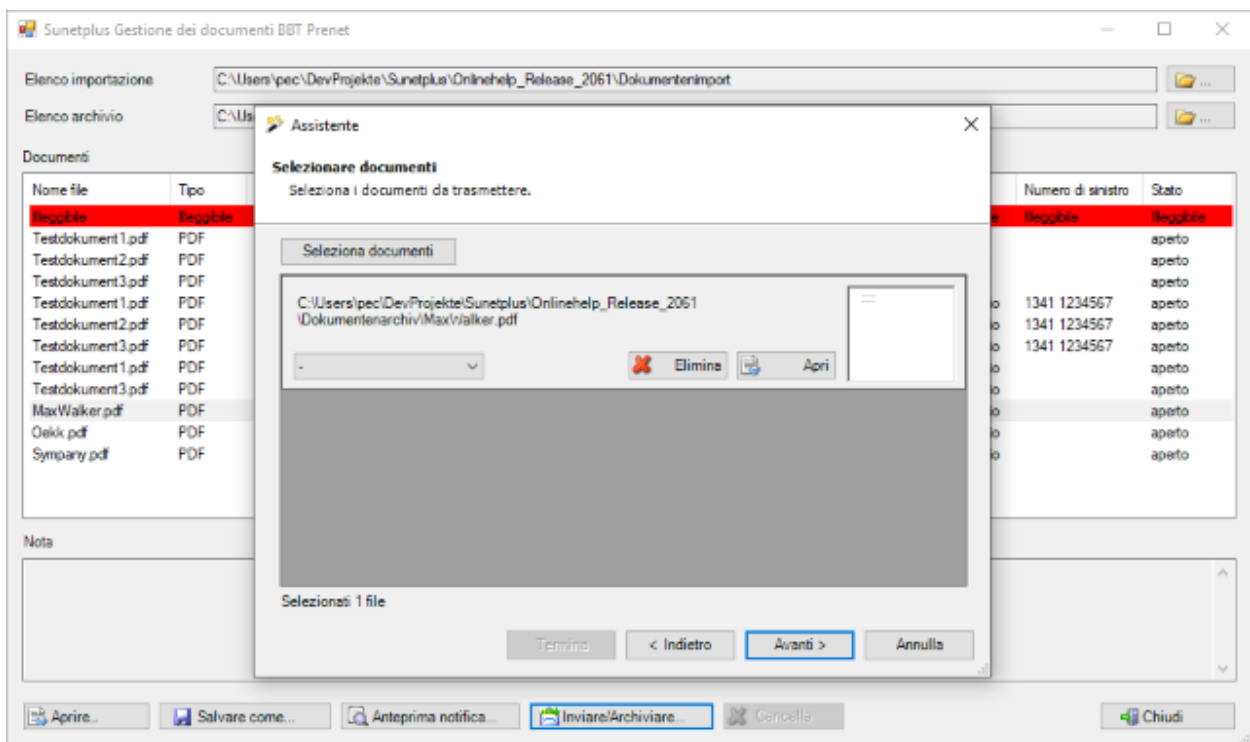 Sunetplus Gestione dei documenti BBT Prenet
Elenco importazione C:\Users\pec\DevProjekte\Sunetplus\Onlinehelp_Release_2061\Dokumentenimport ...
Elenco archivio C:\Us ...
Assistente
Documenti
Selezionare documenti
Seleziona i documenti da trasmettere.
Nome file Tipo Numero di sinistro Stato
Illeggibile Illeggibile Illeggibile Illeggibile
Testdokument1.pdf PDF aperto
Testdokument2.pdf PDF aperto
Testdokument3.pdf PDF aperto
Testdokument1.pdf PDF 1341 1234567 aperto
Testdokument2.pdf PDF 1341 1234567 aperto
Testdokument3.pdf PDF 1341 1234567 aperto
Testdokument1.pdf PDF aperto
Testdokument3.pdf PDF aperto
MaxWalker.pdf PDF aperto
Oekk.pdf PDF aperto
Sympany.pdf PDF aperto
Seleziona documenti
C:\Users\pec\DevProjekte\Sunetplus\Onlinehelp_Release_2061
\Dokumentenarchiv\MaxWalker.pdf
- Elimina Apri
Selezionati 1 file
Termina < Indietro Avanti > Annulla
Nota
Aprire... Salvare come... Anteprima notifica... Inviare/Archiviare... Cancella Chiudi